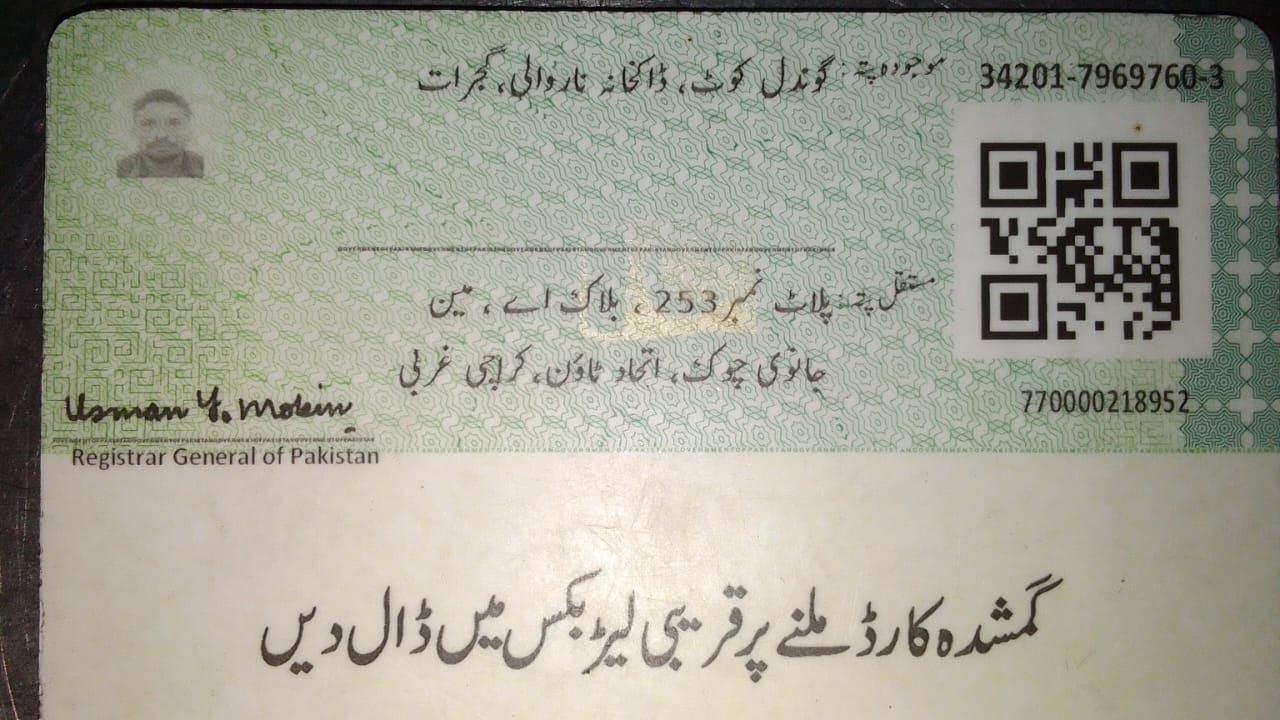 موجودہ پتہ: گوندل کوٹ، ڈاکخانہ ناروالی، گجرات
34201-7969760-3
مستقل پتہ: پلاٹ نمبر 253، بلاک اے، مین
جانوی چوک، اتحاد ٹاؤن، کراچی غربی
770000218952
Usman Y. Mobin
Registrar General of Pakistan
گمشدہ کارڈ ملنے پر قریبی لیٹر بکس میں ڈال دیں